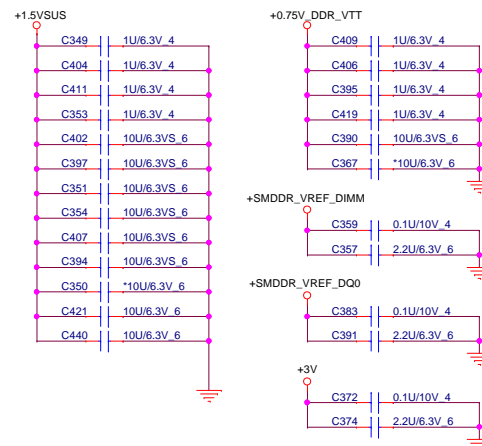 +1.5VSUS
C349 1U/6.3V_4
C404 1U/6.3V_4
C411 1U/6.3V_4
C353 1U/6.3V_4
C402 10U/6.3VS_6
C397 10U/6.3VS_6
C351 10U/6.3VS_6
C354 10U/6.3VS_6
C407 10U/6.3VS_6
C394 10U/6.3VS_6
C350 *10U/6.3V_6
C421 10U/6.3V_6
C440 10U/6.3V_6
+0.75V_DDR_VTT
C409 1U/6.3V_4
C406 1U/6.3V_4
C395 1U/6.3V_4
C419 1U/6.3V_4
C390 10U/6.3VS_6
C367 *10U/6.3V_6
+SMDDR_VREF_DIMM
C359 0.1U/10V_4
C357 2.2U/6.3V_6
+SMDDR_VREF_DQ0
C383 0.1U/10V_4
C391 2.2U/6.3V_6
+3V
C372 0.1U/10V_4
C374 2.2U/6.3V_6